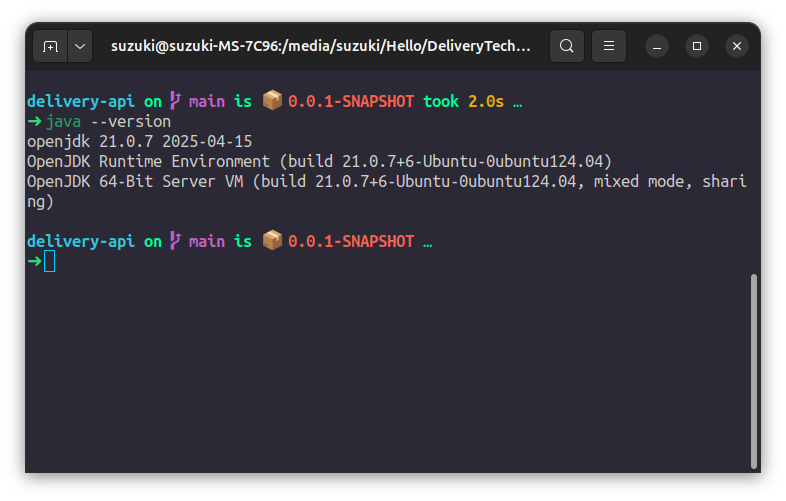 suzuki@suzuki-MS-7C96:/media/suzuki/Hello/DeliveryTech...
delivery-api on main is 📦 0.0.1-SNAPSHOT took 2.0s …
➜ java --version
openjdk 21.0.7 2025-04-15
OpenJDK Runtime Environment (build 21.0.7+6-Ubuntu-0ubuntu124.04)
OpenJDK 64-Bit Server VM (build 21.0.7+6-Ubuntu-0ubuntu124.04, mixed mode, shari
ng)
delivery-api on main is 📦 0.0.1-SNAPSHOT …
➜